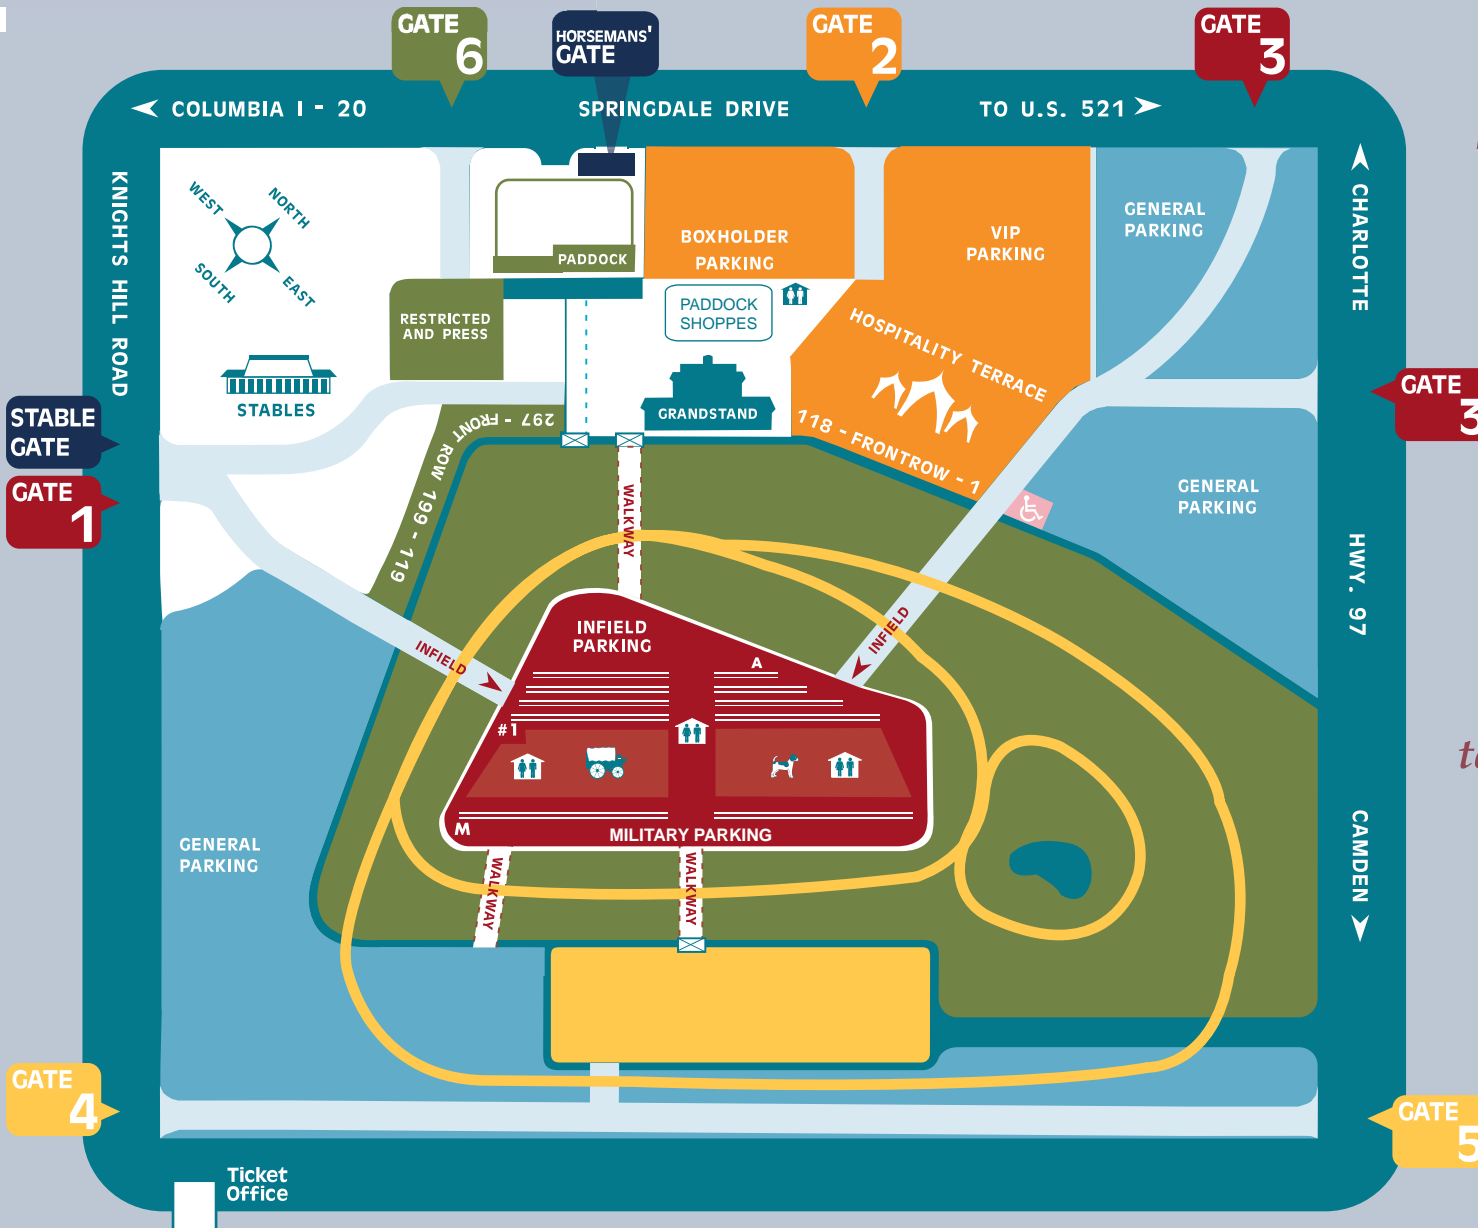 GATE
6
HORSEMANS'
GATE
GATE
2
GATE
3
COLUMBIA I - 20
SPRINGDALE DRIVE
TO U.S. 521
KNIGHTS HILL ROAD
CHARLOTTE
HWY. 97
CAMDEN
WEST
NORTH
SOUTH
EAST
PADDOCK
BOXHOLDER
PARKING
VIP
PARKING
GENERAL
PARKING
RESTRICTED
AND PRESS
PADDOCK
SHOPPES
HOSPITALITY TERRACE
STABLES
GRANDSTAND
118 - FRONTROW - 1
297 - FRONT ROW 199 - 119
STABLE
GATE
GATE
1
GATE
3
GENERAL
PARKING
WALKWAY
INFIELD
INFIELD
INFIELD
PARKING
A
#1
M
MILITARY PARKING
WALKWAY
WALKWAY
GENERAL
PARKING
GATE
4
GATE
5
Ticket
Office